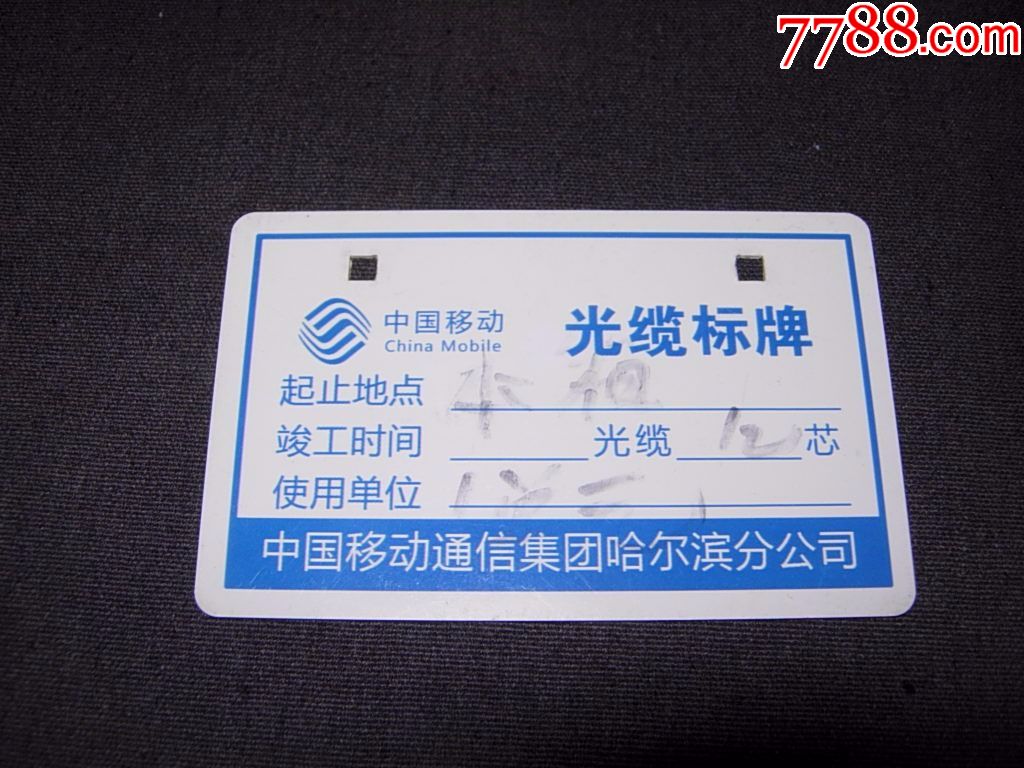 7788.com
中国移动
China Mobile
光缆标牌
起止地点
竣工时间 光缆 12 芯
使用单位
中国移动通信集团哈尔滨分公司